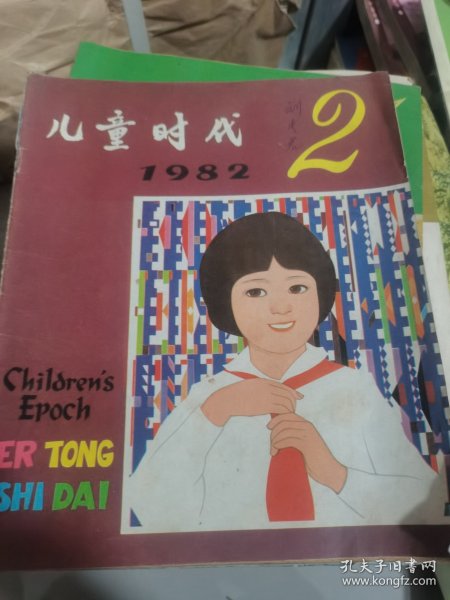 儿童时代
2
1982
Children's
Epoch
ER TONG
SHI DAI
孔夫子旧书网
www.kongfz.com